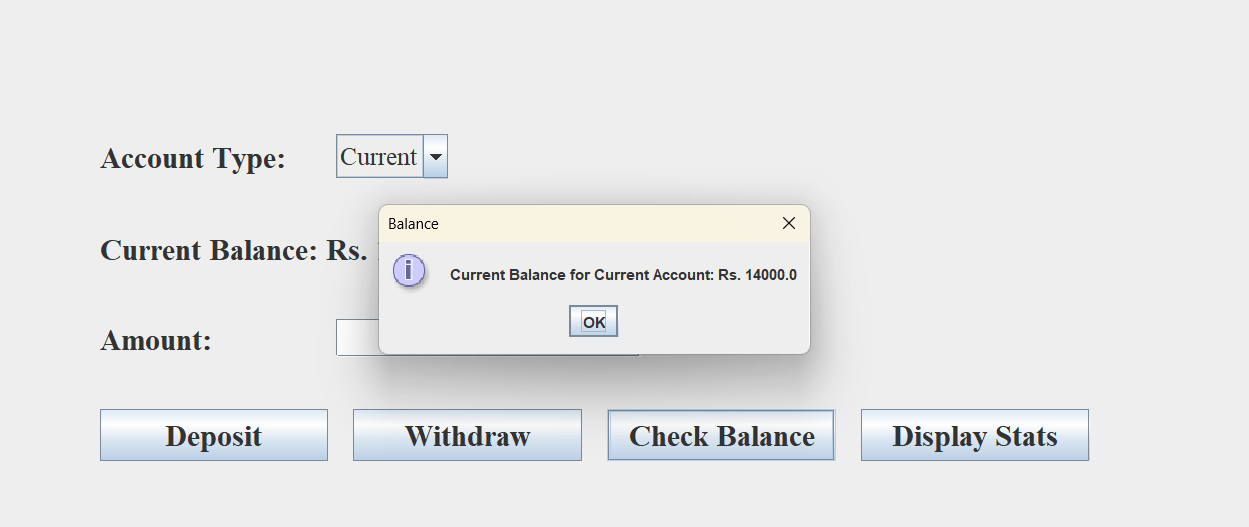 Account Type:
Current
Balance
Current Balance: Rs.
Current Balance for Current Account: Rs. 14000.0
OK
Amount:
Deposit
Withdraw
Check Balance
Display Stats